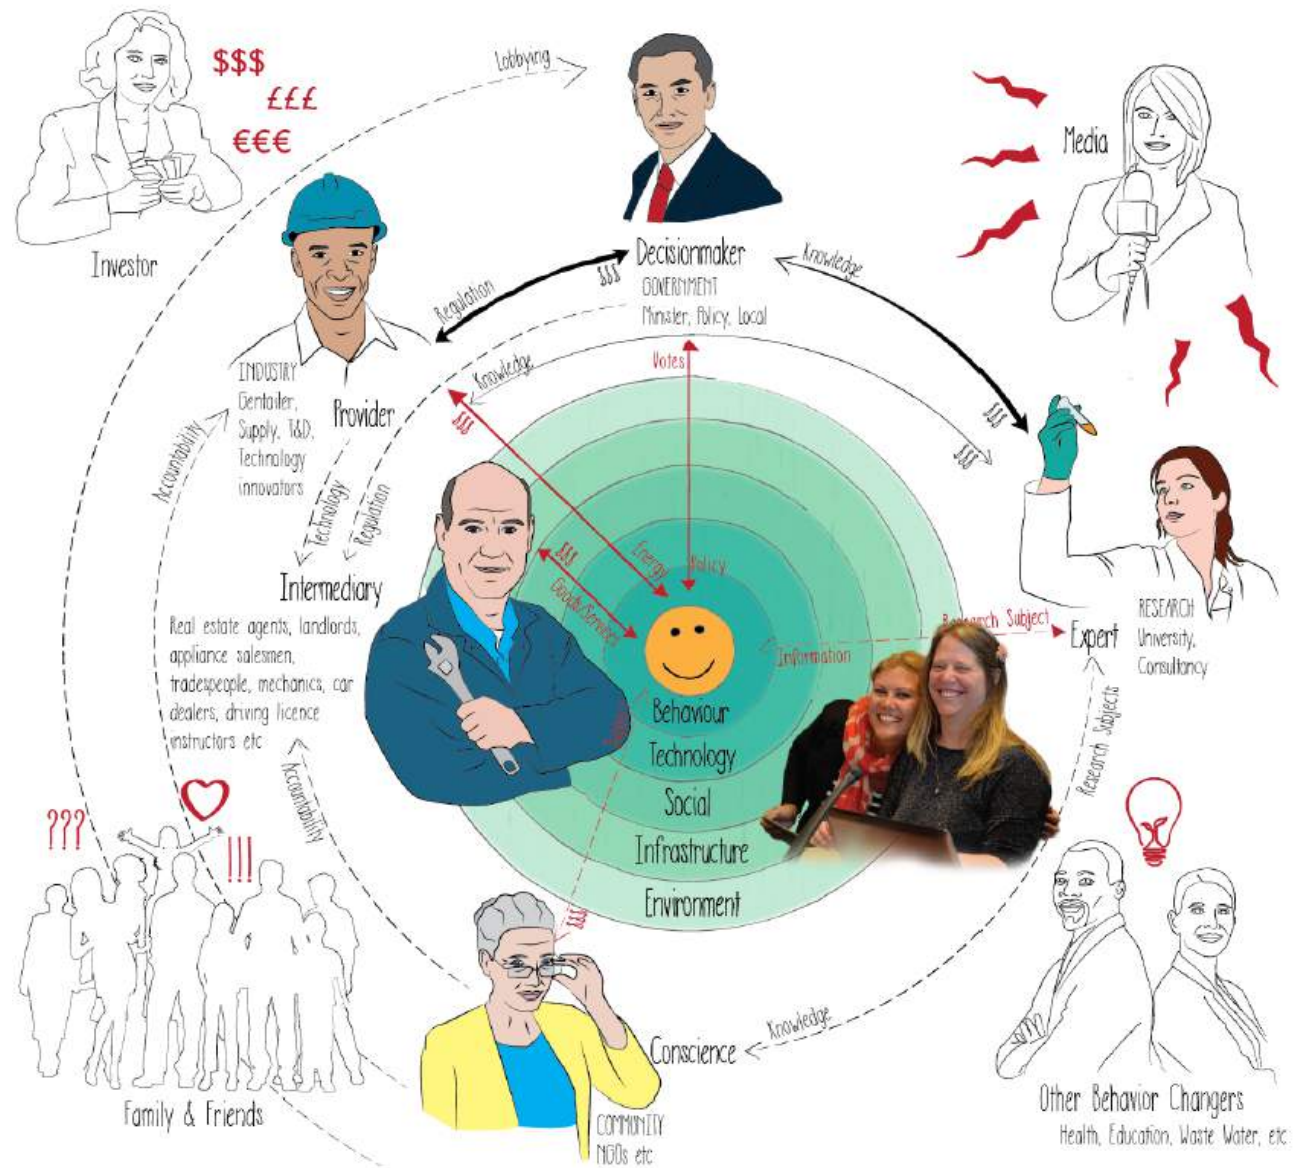 $$$
£££
€€€
Investor
Lobbying
Decisionmaker
GOVERNMENT
Minister, Policy, Local
Media
Regulation
$$$
Knowledge
$$$
INDUSTRY
Gentailer,
Supply, T&D,
Technology
innovators
Provider
Accountability
Knowledge
$$$
Votes
$$$
Technology
Regulation
Intermediary
Real estate agents, landlords,
appliance salesmen,
tradespeople, mechanics, car
dealers, driving licence
instructors etc
$$$
Goods/Services
Energy
Policy
Research Subject
Information
Expert
RESEARCH
University,
Consultancy
Research Subjects
Behaviour
Technology
Social
Infrastructure
Environment
Accountability
???
!!!
Family & Friends
$$$
Conscience
Knowledge
COMMUNITY
NGOs etc
Other Behavior Changers
Health, Education, Waste Water, etc